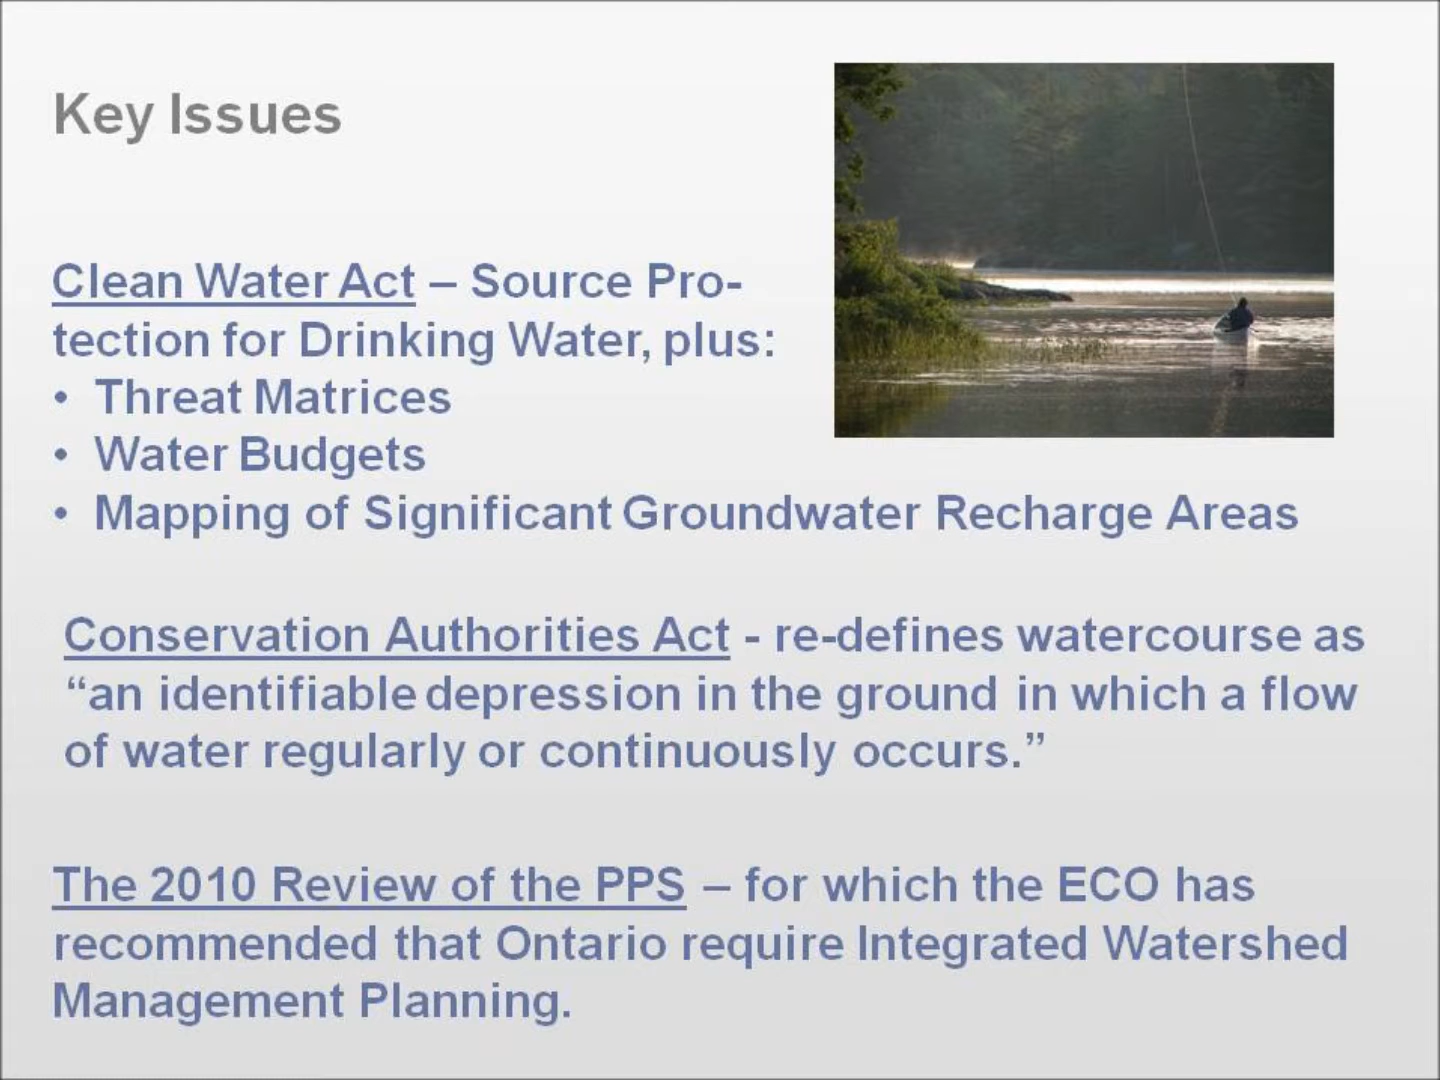 Key Issues
Clean Water Act – Source Pro-
tection for Drinking Water, plus:
• Threat Matrices
• Water Budgets
• Mapping of Significant Groundwater Recharge Areas
Conservation Authorities Act - re-defines watercourse as
“an identifiable depression in the ground in which a flow
of water regularly or continuously occurs.”
The 2010 Review of the PPS – for which the ECO has
recommended that Ontario require Integrated Watershed
Management Planning.